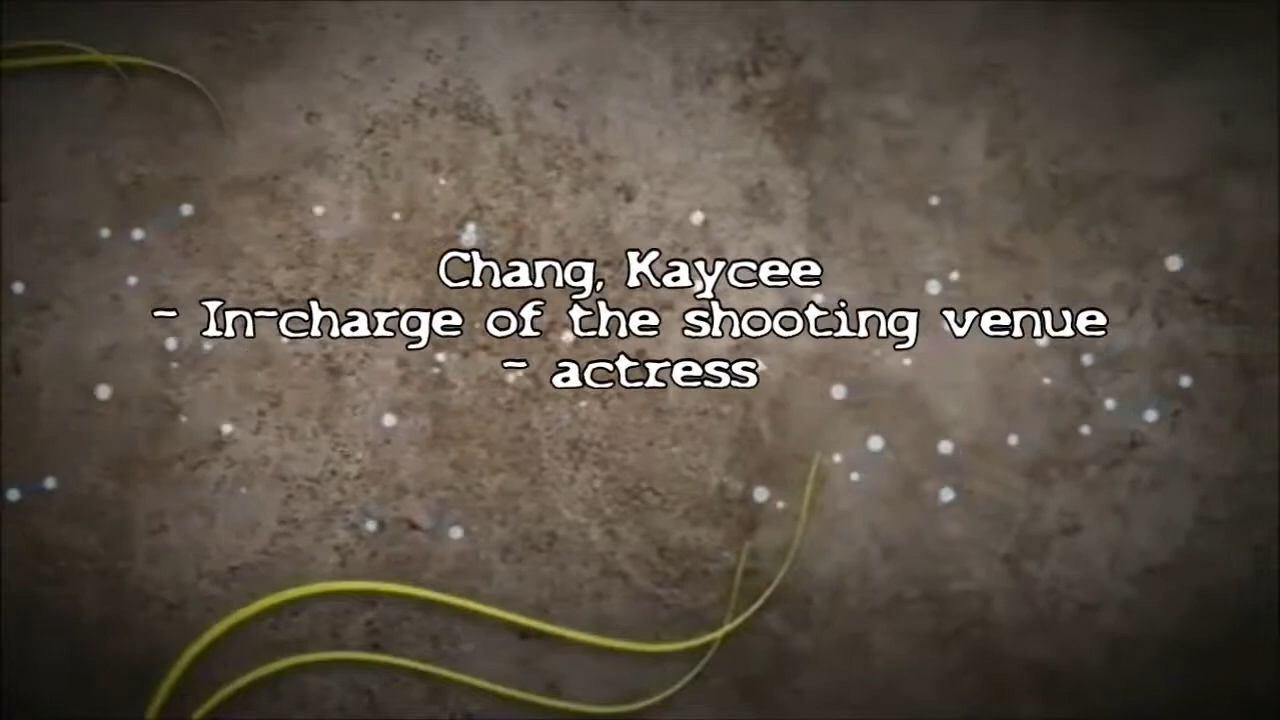 Chang, Kaycee
- In-charge of the shooting venue
- actress